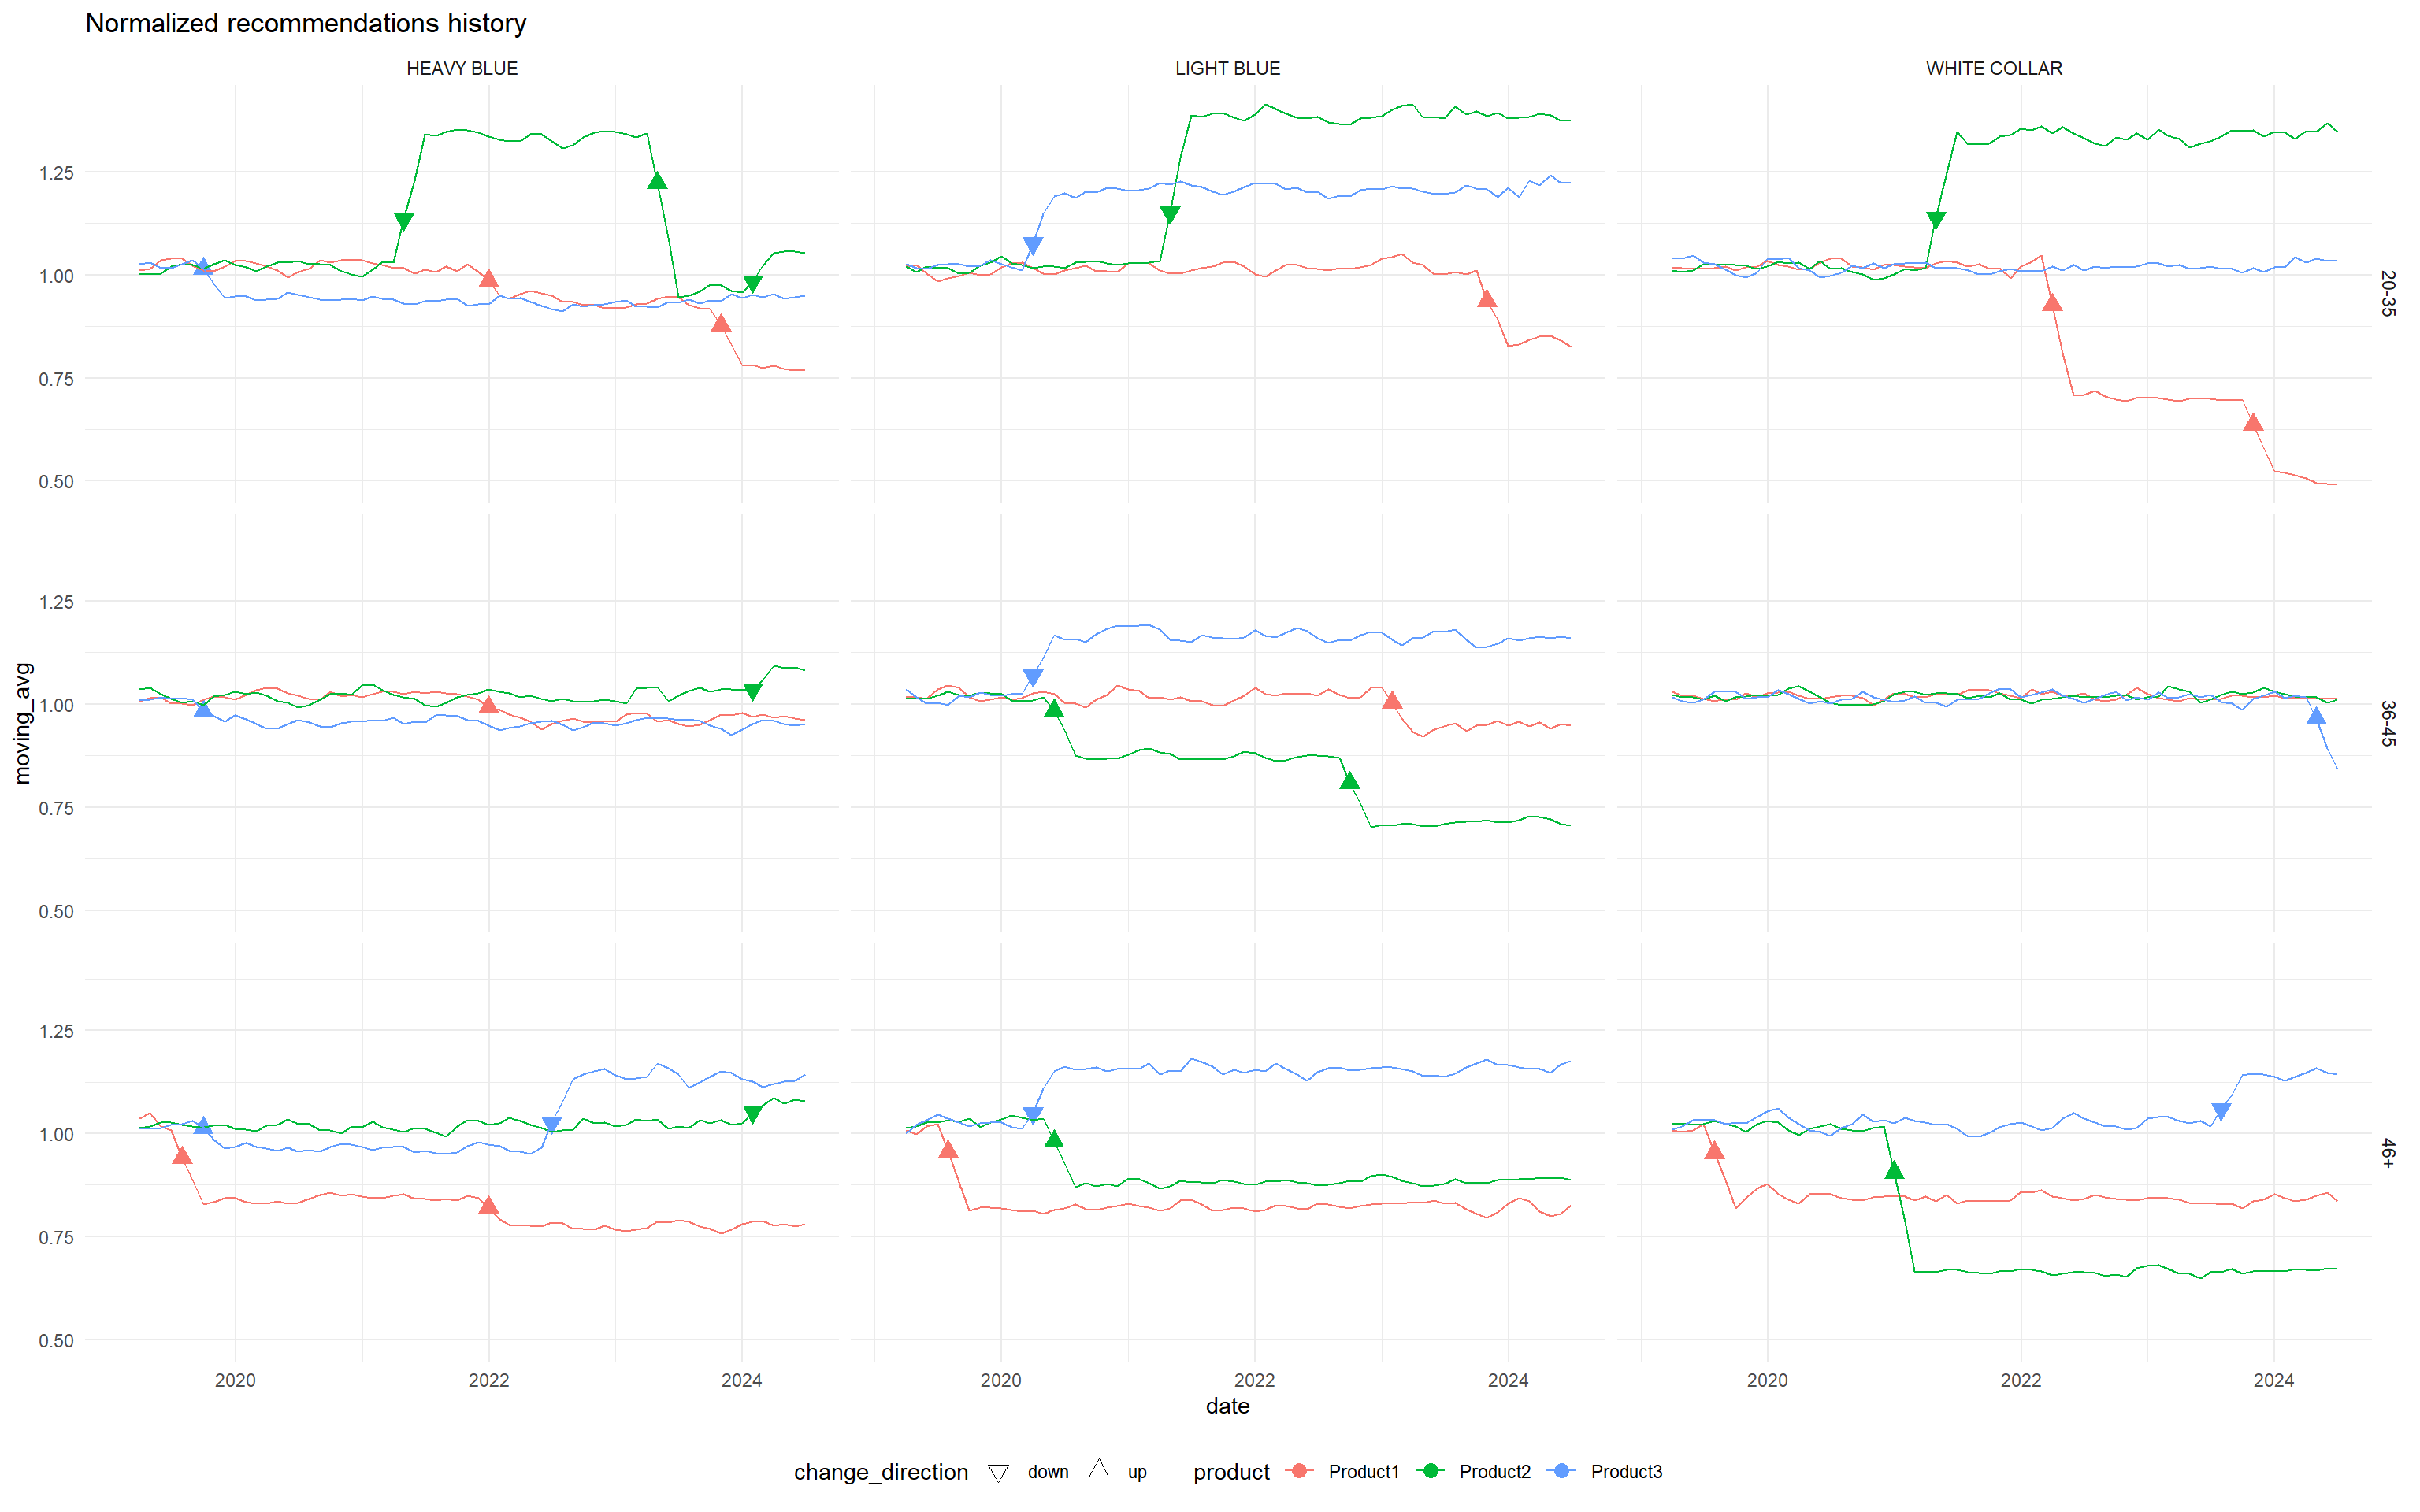 Normalized recommendations history
HEAVY BLUE LIGHT BLUE WHITE COLLAR
1.25
1.00
0.75
0.50
20-35
1.25
1.00
0.75
0.50
36-45
1.25
1.00
0.75
0.50
46+
moving_avg
2020 2022 2024 2020 2022 2024 2020 2022 2024
date
change_direction down up product Product1 Product2 Product3